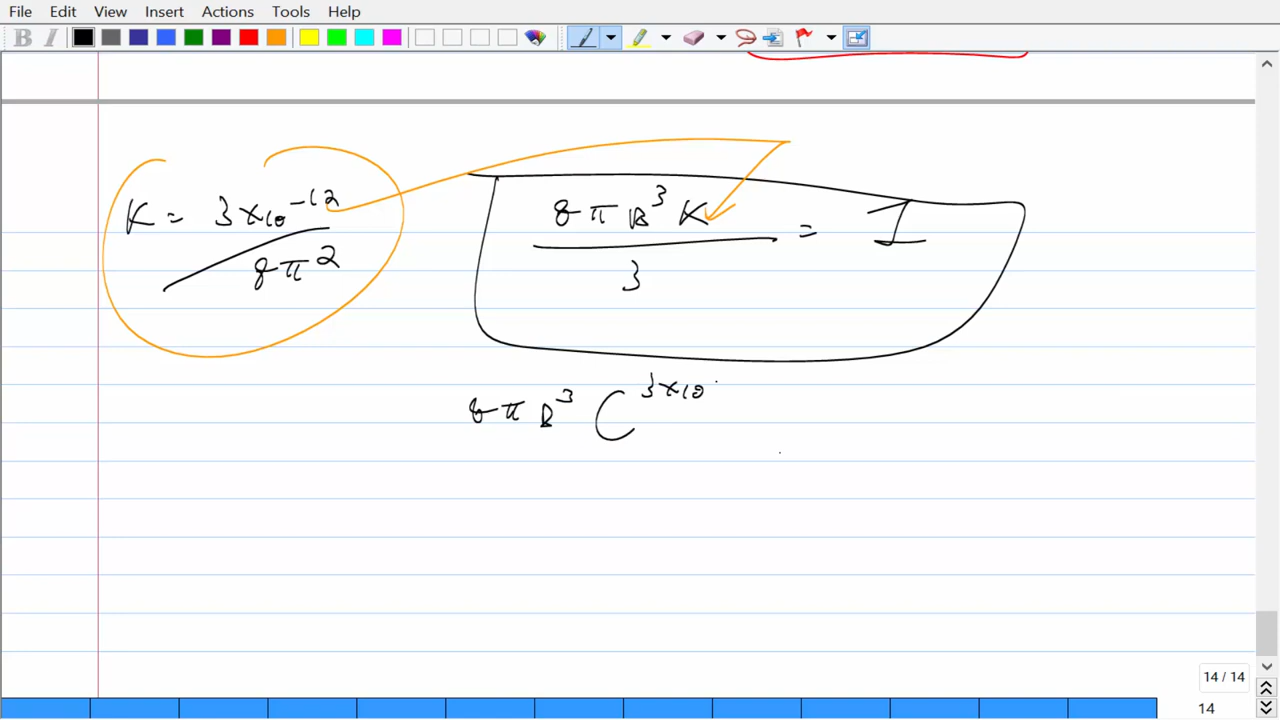 File Edit View Insert Actions Tools Help
B I
K = 3×10^-12 / 8π^2
8πR^3 K / 3 = I
8πR^3 (3×10
14 / 14
14